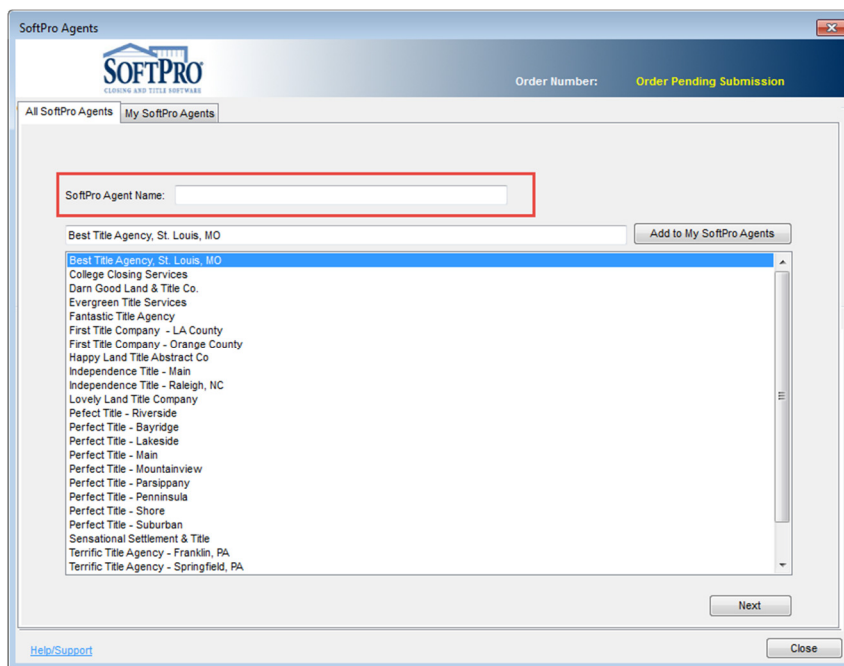 SoftPro Agents
SOFTPRO
CLOSING AND TITLE SOFTWARE
Order Number: Order Pending Submission
All SoftPro Agents My SoftPro Agents
SoftPro Agent Name:
Best Title Agency, St. Louis, MO Add to My SoftPro Agents
Best Title Agency, St. Louis, MO
College Closing Services
Darn Good Land & Title Co.
Evergreen Title Services
Fantastic Title Agency
First Title Company - LA County
First Title Company - Orange County
Happy Land Title Abstract Co
Independence Title - Main
Independence Title - Raleigh, NC
Lovely Land Title Company
Pefect Title - Riverside
Perfect Title - Bayridge
Perfect Title - Lakeside
Perfect Title - Main
Perfect Title - Mountainview
Perfect Title - Parsippany
Perfect Title - Penninsula
Perfect Title - Shore
Perfect Title - Suburban
Sensational Settlement & Title
Terrific Title Agency - Franklin, PA
Terrific Title Agency - Springfield, PA
Next
Help/Support Close